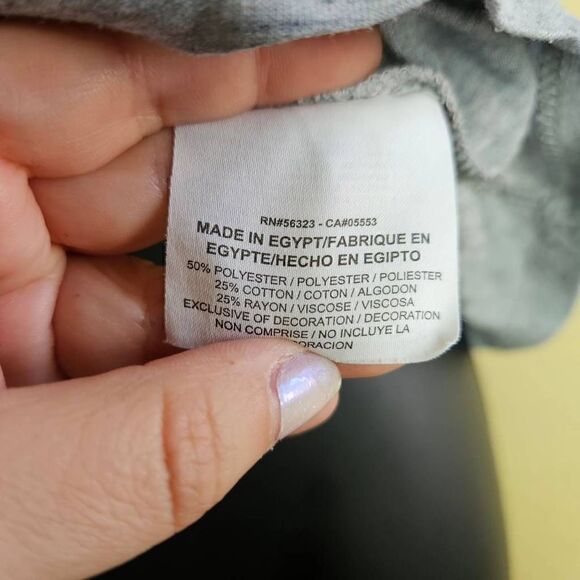 RN#56323 - CA#05553
MADE IN EGYPT/FABRIQUE EN
EGYPTE/HECHO EN EGIPTO
50% POLYESTER / POLYESTER / POLIESTER
25% COTTON / COTON / ALGODON
25% RAYON / VISCOSE / VISCOSA
EXCLUSIVE OF DECORATION / DECORATION
NON COMPRISE / NO INCLUYE LA